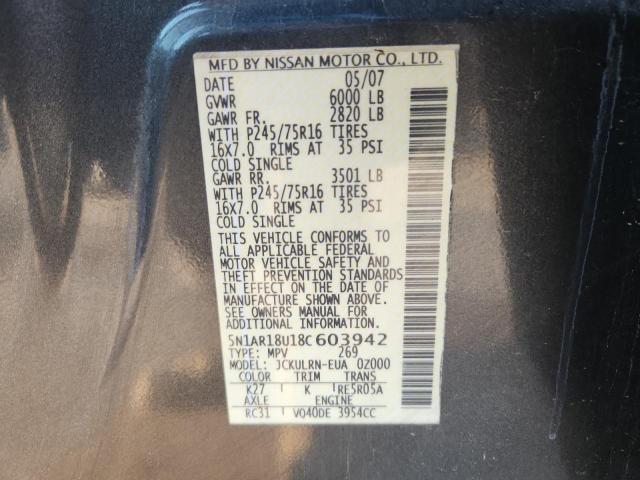 MFD BY NISSAN MOTOR CO., LTD.
DATE 05/07
GVWR 6000 LB
GAWR FR. 2820 LB
WITH P245/75R16 TIRES
16X7.0 RIMS AT 35 PSI
COLD SINGLE
GAWR RR. 3501 LB
WITH P245/75R16 TIRES
16X7.0 RIMS AT 35 PSI
COLD SINGLE
THIS VEHICLE CONFORMS TO
ALL APPLICABLE FEDERAL
MOTOR VEHICLE SAFETY AND
THEFT PREVENTION STANDARDS
IN EFFECT ON THE DATE OF
MANUFACTURE SHOWN ABOVE.
SEE OWNERS MANUAL FOR
ADDITIONAL INFORMATION.
5N1AR18U18C603942
TYPE: MPV 269
MODEL: JCKULRN-EUA 0Z000
COLOR TRIM TRANS
K27 K RE5R05A
AXLE ENGINE
RC31 VQ40DE 3954CC